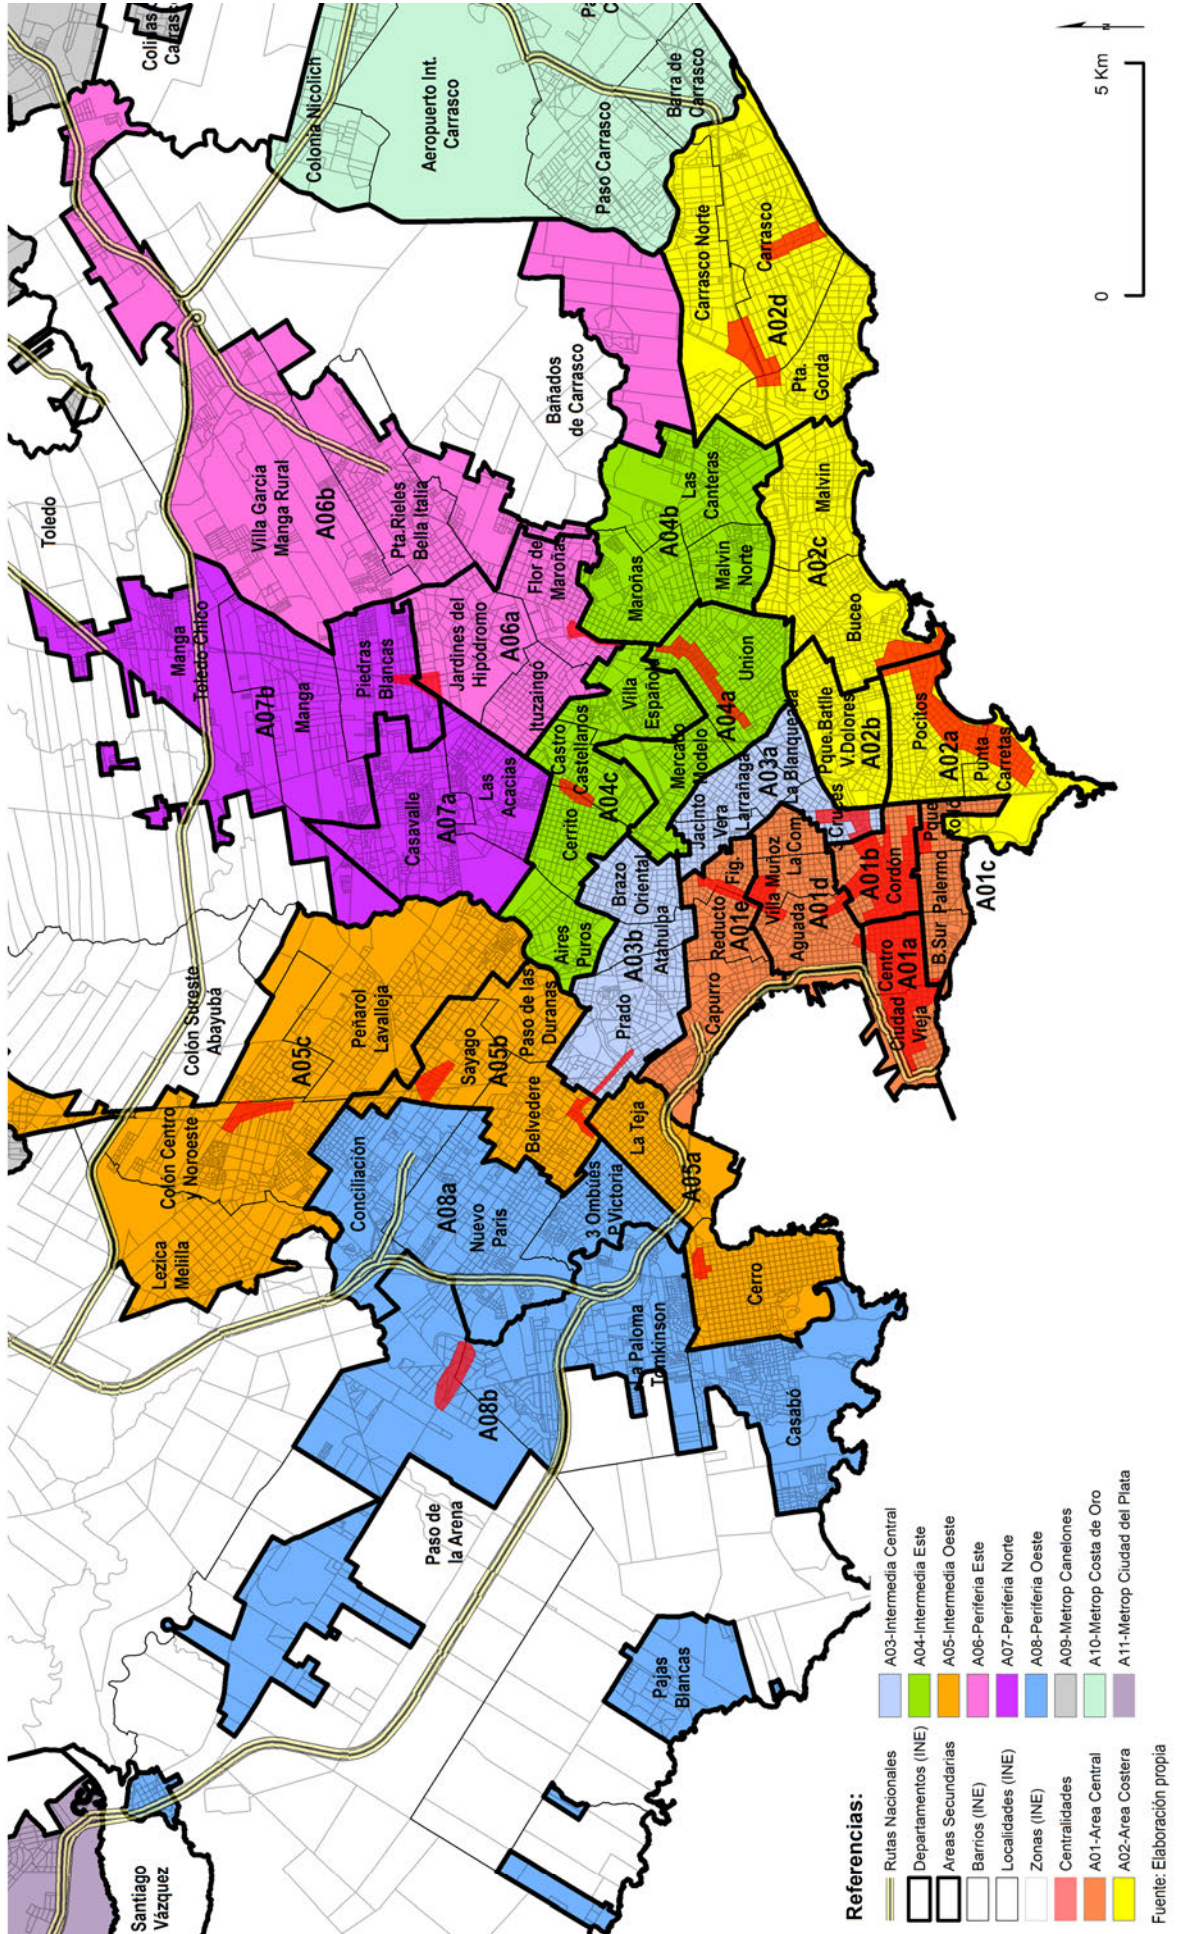 Santiago
Vázquez
Pajas
Blancas
Paso de
la Arena
Casabó
La Paloma
Tomkinson
A08b
Cerro
Lezica
Melilla
Colón Centro
y Noroeste
Conciliación
A08a
Nuevo
París
3 Ombúes
P.Victoria
A05a
La Teja
Belvedere
Sayago
A05b
Paso de las
Duranas
A05c
Peñarol
Lavalleja
Colón Sureste
Abayubá
Prado
A03b
Atahulpa
Brazo
Oriental
Capurro
Reducto
A01e
Fig.
Villa Muñoz
La Com.
Aguada
A01d
Ciudad
Vieja
Centro
A01a
Cordón
A01b
B.Sur
Palermo
A01c
Pque.
Aires
Puros
Cerrito
Castro
Castellanos
A04c
Villa
Española
Mercado
Modelo
Jacinto
Vera
Larrañaga
A03a
La Blanqueada
Union
A04a
Pque.Batlle
V.Dolores
A02b
Pocitos
A02a
Punta
Carretas
Buceo
A02c
Malvin
Malvin
Norte
Maroñas
A04b
Las
Canteras
Casavalle
A07a
Las
Acacias
Manga
A07b
Manga
Toledo Chico
Piedras
Blancas
Jardines del
Hipódromo
A06a
Ituzaingo
Flor de
Maroñas
Villa Garcia
Manga Rural
A06b
Pta.Rieles
Bella Italia
Toledo
Bañados
de Carrasco
Pta.
Gorda
A02d
Carrasco
Carrasco Norte
Paso Carrasco
Barra de
Carrasco
Aeropuerto Int.
Carrasco
Colonia Nicolich
0
5 Km
Referencias:
Rutas Nacionales
Departamentos (INE)
Areas Secundarias
Barrios (INE)
Localidades (INE)
Zonas (INE)
Centralidades
A01-Area Central
A02-Area Costera
A03-Intermedia Central
A04-Intermedia Este
A05-Intermedia Oeste
A06-Periferia Este
A07-Periferia Norte
A08-Periferia Oeste
A09-Metrop Canelones
A10-Metrop Costa de Oro
A11-Metrop Ciudad del Plata
Fuente: Elaboración propia